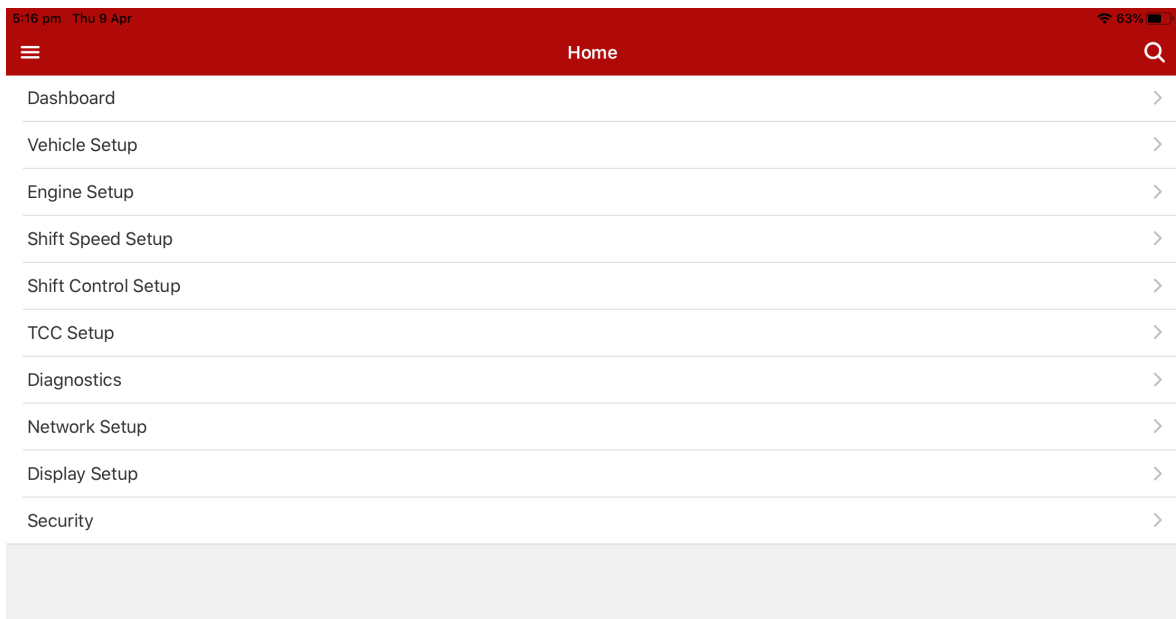 5:16 pm Thu 9 Apr 63%
Home
Dashboard
Vehicle Setup
Engine Setup
Shift Speed Setup
Shift Control Setup
TCC Setup
Diagnostics
Network Setup
Display Setup
Security